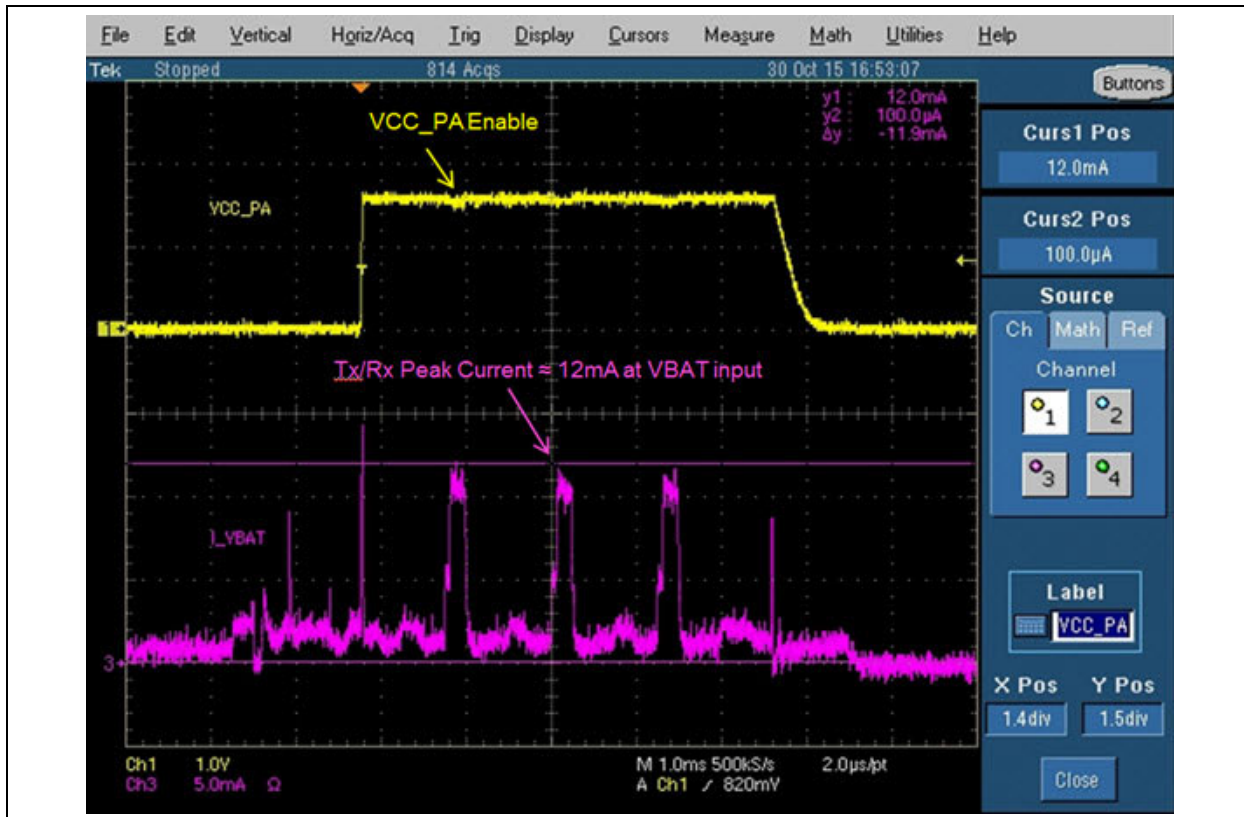 File Edit Vertical Horiz/Acq Trig Display Cursors Measure Math Utilities Help
Tek Stopped 814 Acqs 30 Oct 15 16:53:07
Buttons
y1 : 12.0mA
y2 : 100.0µA
Δy : -11.9mA
VCC_PA Enable
VCC_PA
T
1
Tx/Rx Peak Current ≈ 12mA at VBAT input
I_VBAT
3
Curs1 Pos
12.0mA
Curs2 Pos
100.0µA
Source
Ch Math Ref
Channel
1 2
3 4
Label
VCC_PA
X Pos Y Pos
1.4div 1.5div
Close
Ch1 1.0V M 1.0ms 500kS/s 2.0µs/pt
Ch3 5.0mA Ω A Ch1 ∕ 820mV